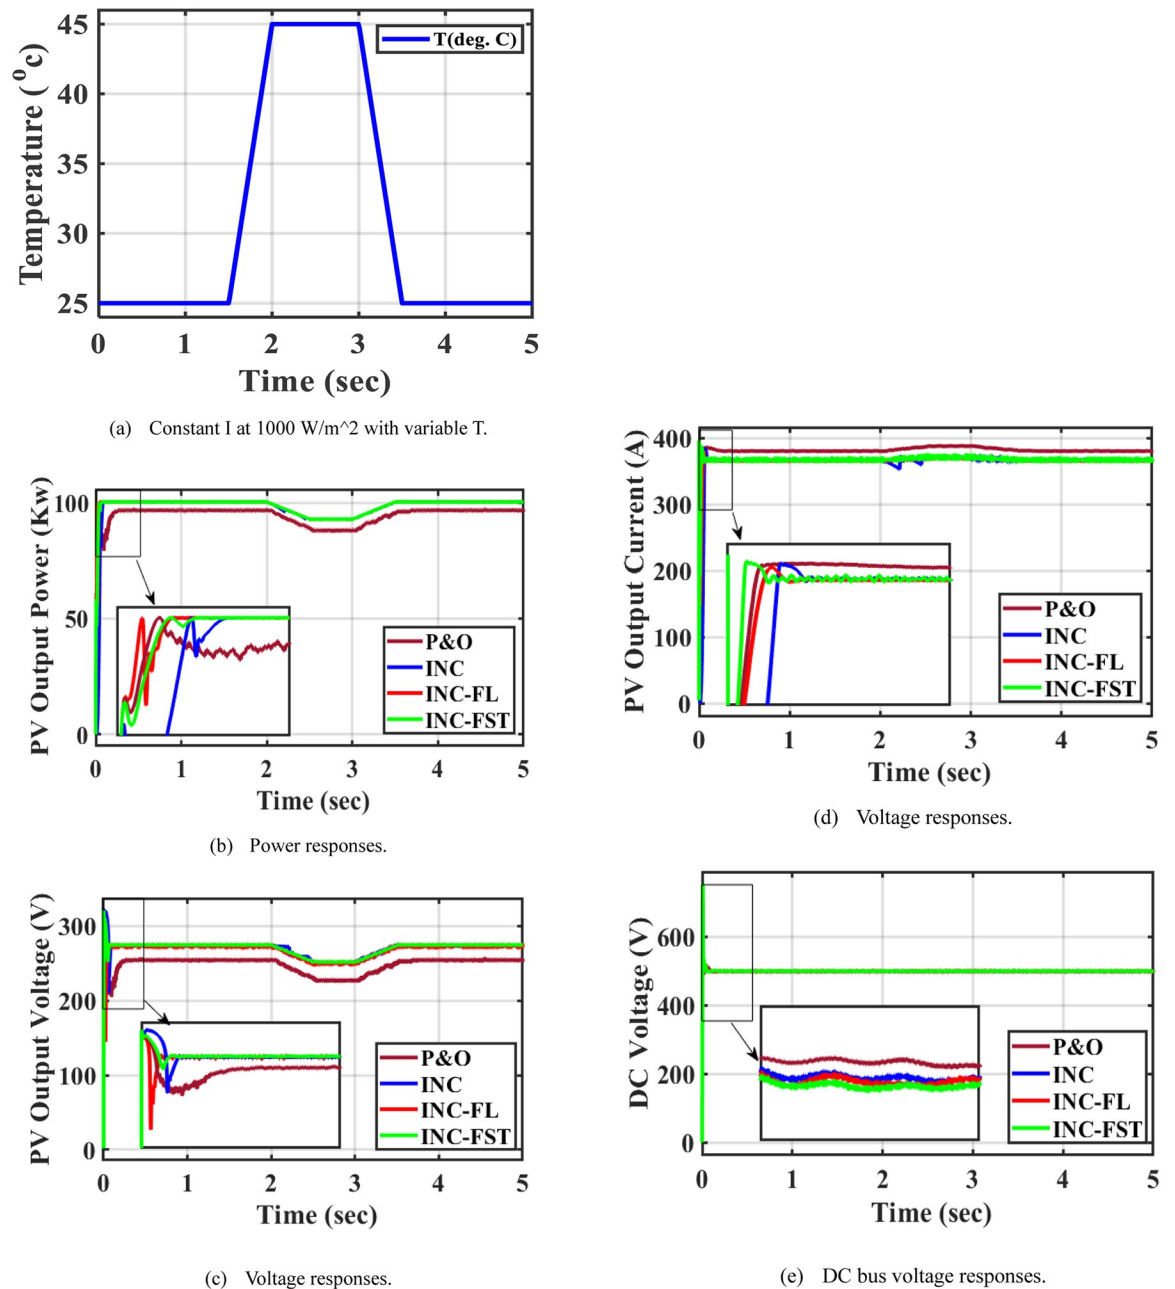 45
40
35
30
25
Temperature ( °c)
T(deg. C)
0 1 2 3 4 5
Time (sec)
(a) Constant I at 1000 W/m^2 with variable T.
100
50
0
PV Output Power (Kw)
P&O
INC
INC-FL
INC-FST
0 1 2 3 4 5
Time (sec)
(b) Power responses.
300
200
100
0
PV Output Voltage (V)
P&O
INC
INC-FL
INC-FST
0 1 2 3 4 5
Time (sec)
(c) Voltage responses.
400
300
200
100
0
PV Output Current (A)
P&O
INC
INC-FL
INC-FST
0 1 2 3 4 5
Time (sec)
(d) Voltage responses.
600
400
200
0
DC Voltage (V)
P&O
INC
INC-FL
INC-FST
0 1 2 3 4 5
Time (sec)
(e) DC bus voltage responses.